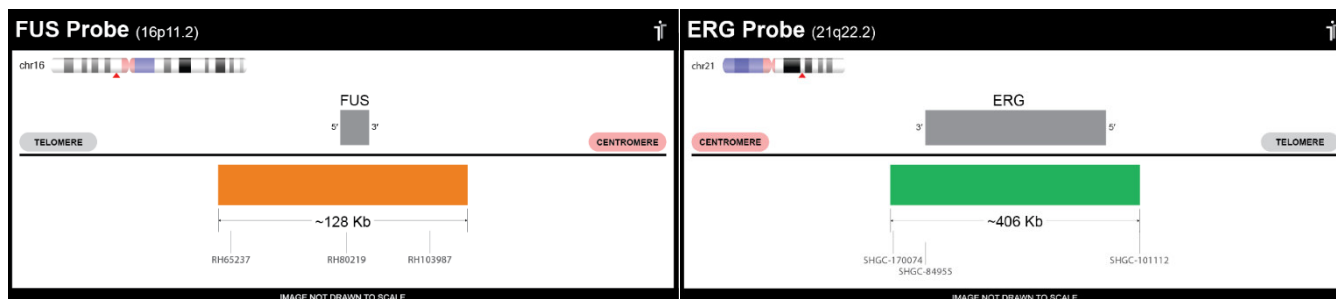 FUS Probe (16p11.2)
chr16
FUS
5' 3'
TELOMERE
CENTROMERE
~128 Kb
RH65237
RH80219
RH103987
IMAGE NOT DRAWN TO SCALE
ERG Probe (21q22.2)
chr21
ERG
3' 5'
CENTROMERE
TELOMERE
~406 Kb
SHGC-170074
SHGC-84955
SHGC-101112
IMAGE NOT DRAWN TO SCALE